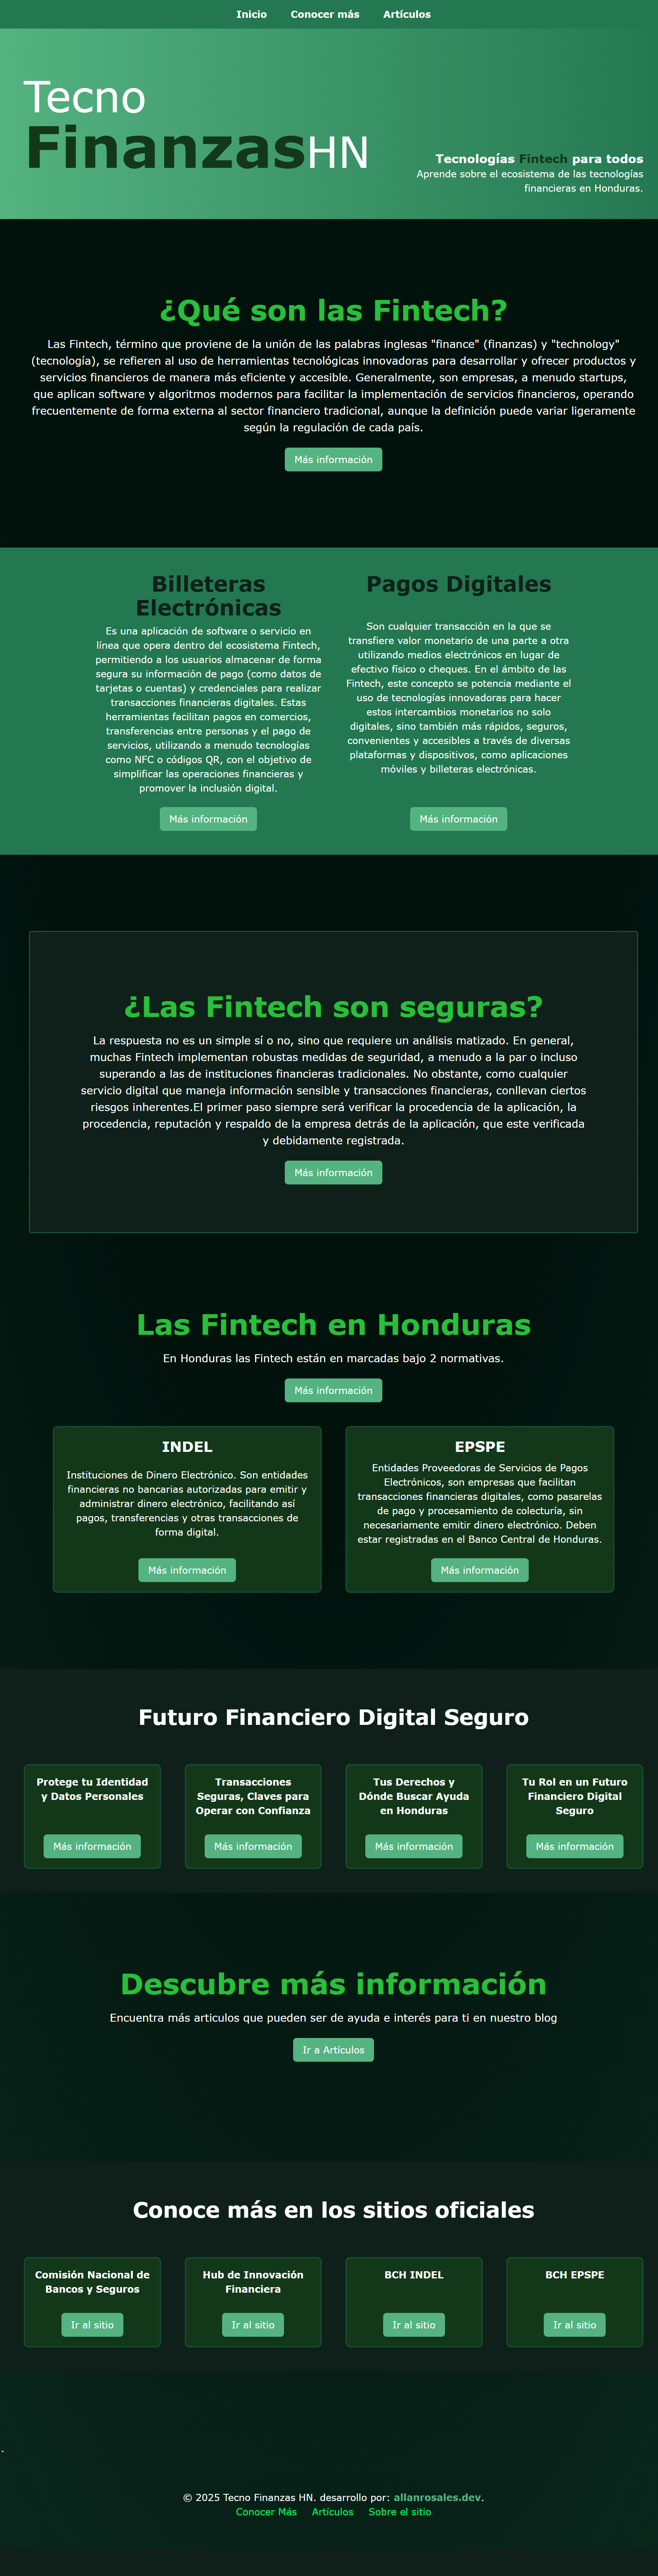 Inicio Conocer más Artículos
Tecno
FinanzasHN
Tecnologías Fintech para todos
Aprende sobre el ecosistema de las tecnologías
financieras en Honduras.
¿Qué son las Fintech?
Las Fintech, término que proviene de la unión de las palabras inglesas "finance" (finanzas) y "technology"
(tecnología), se refieren al uso de herramientas tecnológicas innovadoras para desarrollar y ofrecer productos y
servicios financieros de manera más eficiente y accesible. Generalmente, son empresas, a menudo startups,
que aplican software y algoritmos modernos para facilitar la implementación de servicios financieros, operando
frecuentemente de forma externa al sector financiero tradicional, aunque la definición puede variar ligeramente
según la regulación de cada país.
Más información
Billeteras
Electrónicas
Es una aplicación de software o servicio en
línea que opera dentro del ecosistema Fintech,
permitiendo a los usuarios almacenar de forma
segura su información de pago (como datos de
tarjetas o cuentas) y credenciales para realizar
transacciones financieras digitales. Estas
herramientas facilitan pagos en comercios,
transferencias entre personas y el pago de
servicios, utilizando a menudo tecnologías
como NFC o códigos QR, con el objetivo de
simplificar las operaciones financieras y
promover la inclusión digital.
Más información
Pagos Digitales
Son cualquier transacción en la que se
transfiere valor monetario de una parte a otra
utilizando medios electrónicos en lugar de
efectivo físico o cheques. En el ámbito de las
Fintech, este concepto se potencia mediante el
uso de tecnologías innovadoras para hacer
estos intercambios monetarios no solo
digitales, sino también más rápidos, seguros,
convenientes y accesibles a través de diversas
plataformas y dispositivos, como aplicaciones
móviles y billeteras electrónicas.
Más información
¿Las Fintech son seguras?
La respuesta no es un simple sí o no, sino que requiere un análisis matizado. En general,
muchas Fintech implementan robustas medidas de seguridad, a menudo a la par o incluso
superando a las de instituciones financieras tradicionales. No obstante, como cualquier
servicio digital que maneja información sensible y transacciones financieras, conllevan ciertos
riesgos inherentes.El primer paso siempre será verificar la procedencia de la aplicación, la
procedencia, reputación y respaldo de la empresa detrás de la aplicación, que este verificada
y debidamente registrada.
Más información
Las Fintech en Honduras
En Honduras las Fintech están en marcadas bajo 2 normativas.
Más información
INDEL
Instituciones de Dinero Electrónico. Son entidades
financieras no bancarias autorizadas para emitir y
administrar dinero electrónico, facilitando así
pagos, transferencias y otras transacciones de
forma digital.
Más información
EPSPE
Entidades Proveedoras de Servicios de Pagos
Electrónicos, son empresas que facilitan
transacciones financieras digitales, como pasarelas
de pago y procesamiento de colecturía, sin
necesariamente emitir dinero electrónico. Deben
estar registradas en el Banco Central de Honduras.
Más información
Futuro Financiero Digital Seguro
Protege tu Identidad
y Datos Personales
Más información
Transacciones
Seguras, Claves para
Operar con Confianza
Más información
Tus Derechos y
Dónde Buscar Ayuda
en Honduras
Más información
Tu Rol en un Futuro
Financiero Digital
Seguro
Más información
Descubre más información
Encuentra más articulos que pueden ser de ayuda e interés para ti en nuestro blog
Ir a Artículos
Conoce más en los sitios oficiales
Comisión Nacional de
Bancos y Seguros
Ir al sitio
Hub de Innovación
Financiera
Ir al sitio
BCH INDEL
Ir al sitio
BCH EPSPE
Ir al sitio
`
© 2025 Tecno Finanzas HN. desarrollo por: allanrosales.dev.
Conocer Más Artículos Sobre el sitio